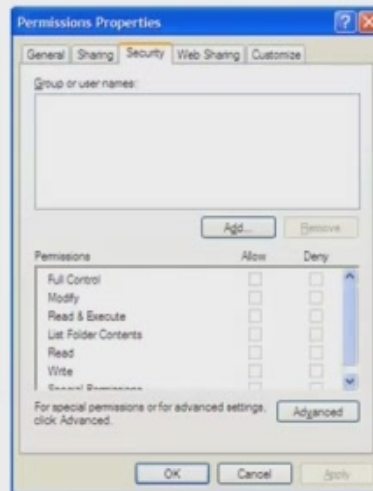 Permissions Properties
General Sharing Security Web Sharing Customize
Group or user names:
Add... Remove
Permissions Allow Deny
Full Control
Modify
Read & Execute
List Folder Contents
Read
Write
Special Permissions
For special permissions or for advanced settings, click Advanced.
Advanced
OK Cancel Apply